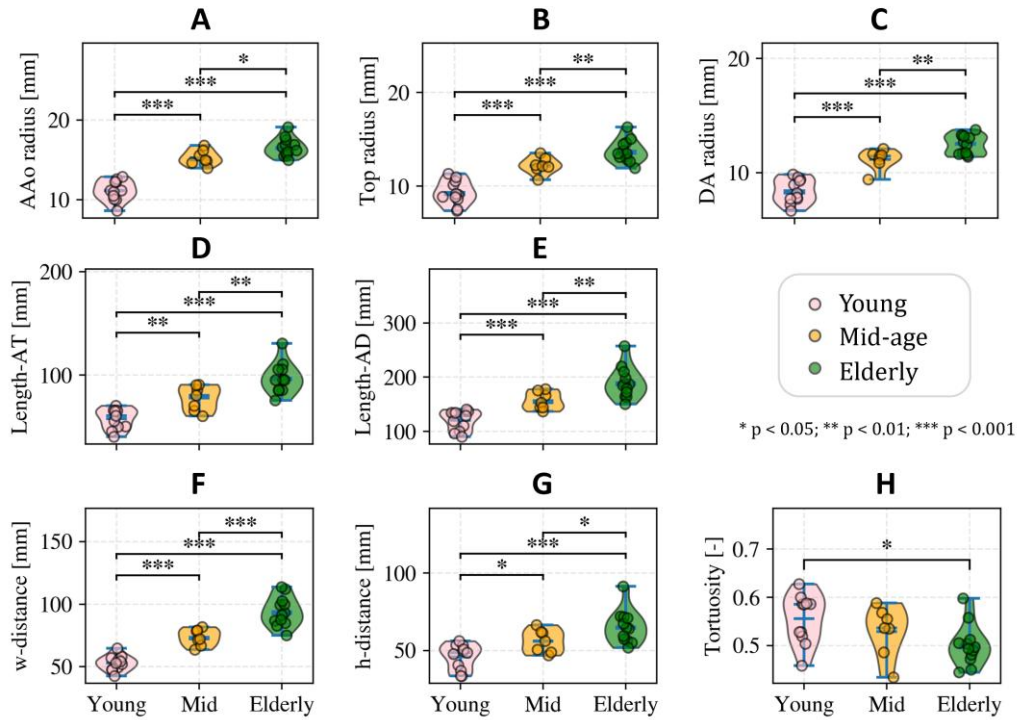 A
AAo radius [mm]
20
10
***
***
*
B
Top radius [mm]
20
10
***
***
**
C
DA radius [mm]
20
10
***
***
**
D
Length-AT [mm]
200
100
**
***
**
E
Length-AD [mm]
300
200
100
***
***
**
Young
Mid-age
Elderly
* p < 0.05; ** p < 0.01; *** p < 0.001
F
w-distance [mm]
150
100
50
***
***
***
Young Mid Elderly
G
h-distance [mm]
100
50
*
***
*
Young Mid Elderly
H
Tortuosity [-]
0.7
0.6
0.5
*
Young Mid Elderly